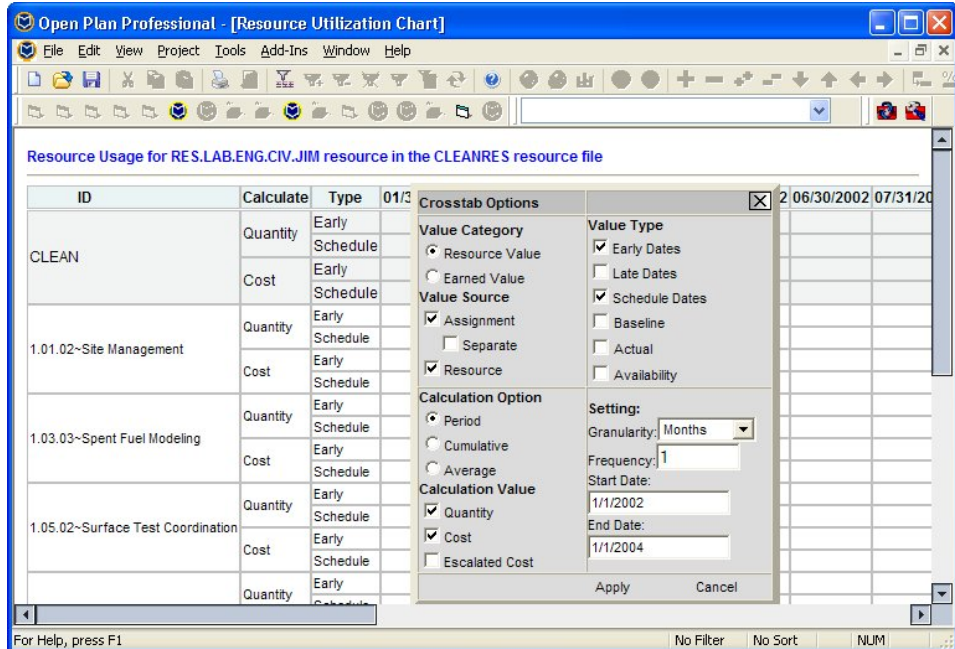 Open Plan Professional - [Resource Utilization Chart]
File Edit View Project Tools Add-Ins Window Help
Resource Usage for RES.LAB.ENG.CIV.JIM resource in the CLEANRES resource file
ID Calculate Type 01/3 2 06/30/2002 07/31/20
CLEAN
Quantity
Early
Schedule
Cost
Early
Schedule
1.01.02~Site Management
Quantity
Early
Schedule
Cost
Early
Schedule
1.03.03~Spent Fuel Modeling
Quantity
Early
Schedule
Cost
Early
Schedule
1.05.02~Surface Test Coordination
Quantity
Early
Schedule
Cost
Early
Schedule
Quantity
Early
Schedule
Crosstab Options
Value Category
Resource Value
Earned Value
Value Source
Assignment
Separate
Resource
Calculation Option
Period
Cumulative
Average
Calculation Value
Quantity
Cost
Escalated Cost
Value Type
Early Dates
Late Dates
Schedule Dates
Baseline
Actual
Availability
Setting:
Granularity: Months
Frequency: 1
Start Date:
1/1/2002
End Date:
1/1/2004
Apply Cancel
For Help, press F1 No Filter No Sort NUM